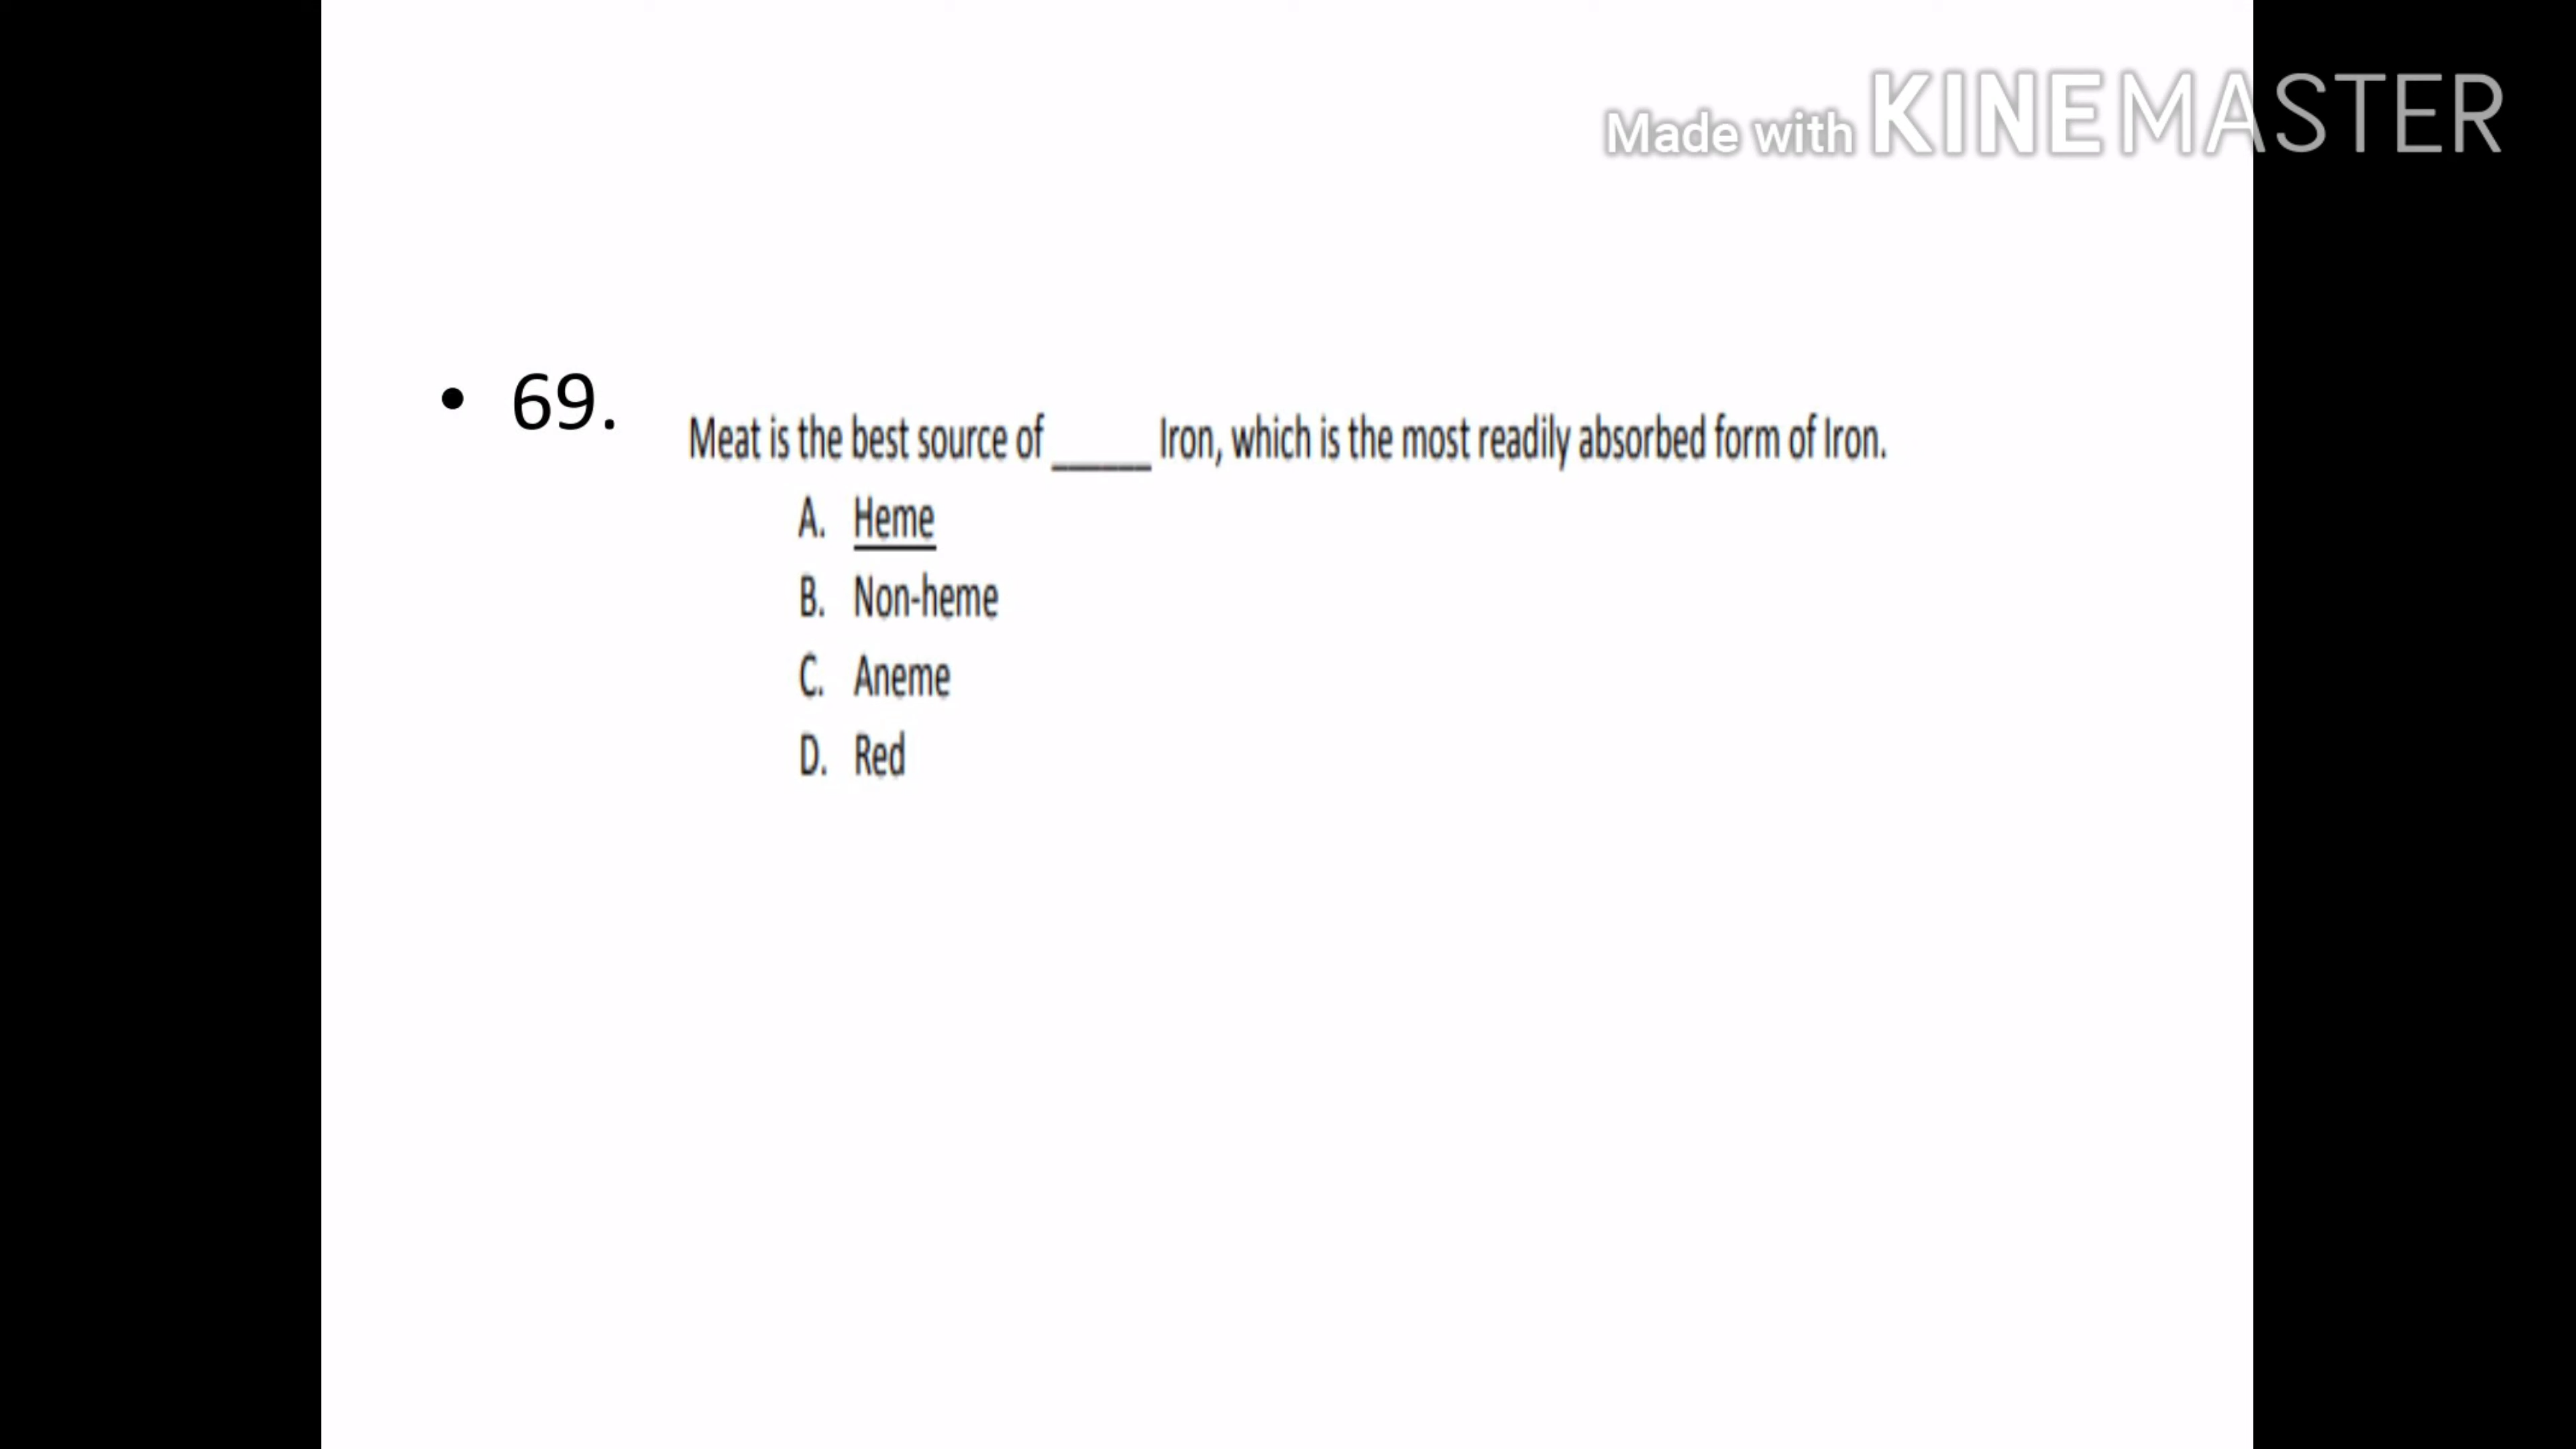 Made with KINEMASTER
• 69.
Meat is the best source of ______ Iron, which is the most readily absorbed form of Iron.
A. Heme
B. Non-heme
C. Aneme
D. Red